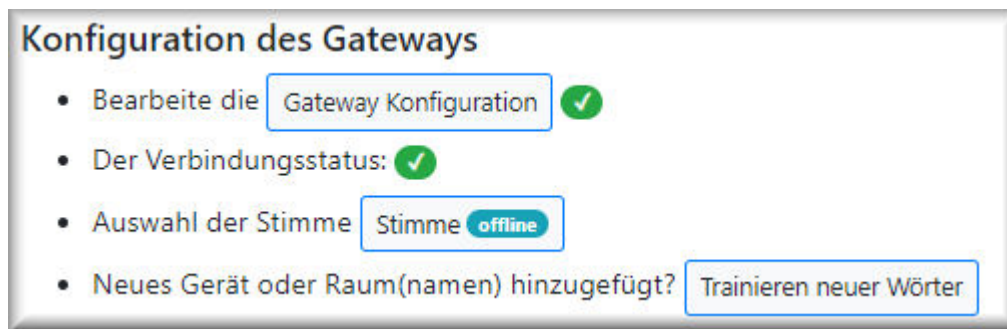 Konfiguration des Gateways
Bearbeite die Gateway Konfiguration
Der Verbindungsstatus:
Auswahl der Stimme Stimme offline
Neues Gerät oder Raum(namen) hinzugefügt? Trainieren neuer Wörter